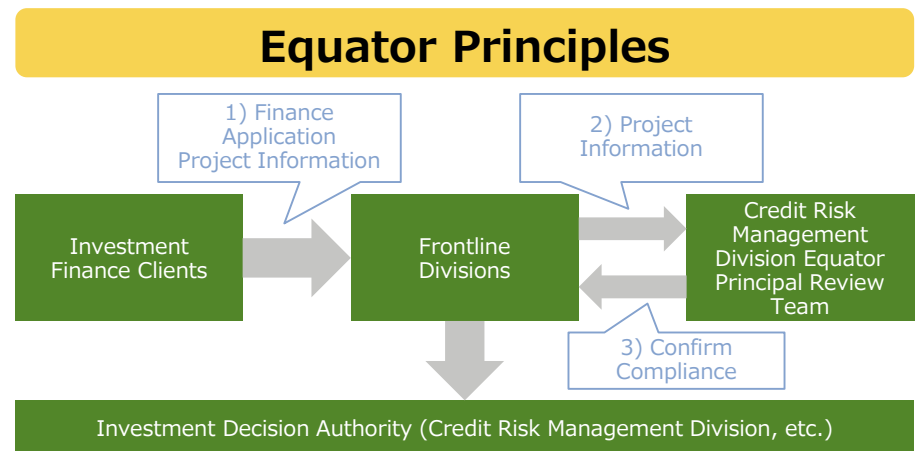 Equator Principles
1) Finance
Application
Project Information
2) Project
Information
Investment
Finance Clients
Frontline
Divisions
Credit Risk
Management
Division Equator
Principal Review
Team
3) Confirm
Compliance
Investment Decision Authority (Credit Risk Management Division, etc.)